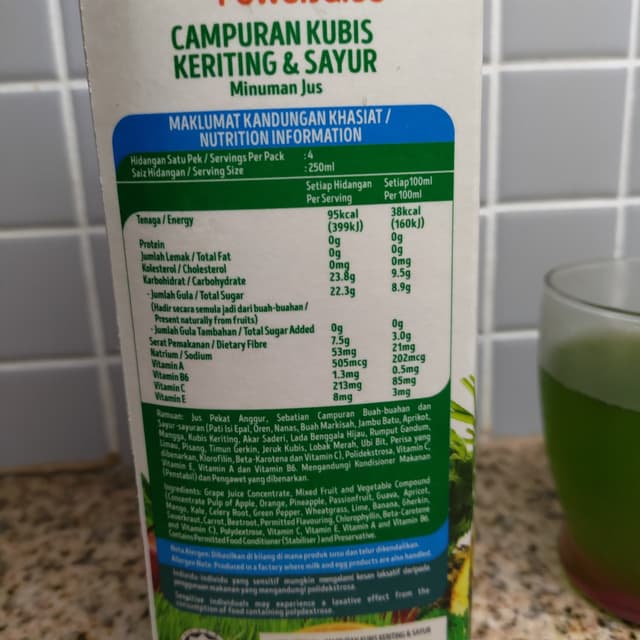 CAMPURAN KUBIS
KERITING & SAYUR
Minuman Jus
MAKLUMAT KANDUNGAN KHASIAT /
NUTRITION INFORMATION
Hidangan Satu Pek / Servings Per Pack : 4
Saiz Hidangan / Serving Size : 250ml
Setiap Hidangan Setiap100ml
Per Serving Per 100ml
Tenaga / Energy 95kcal 38kcal
(399kJ) (160kJ)
Protein 0g 0g
Jumlah Lemak / Total Fat 0g 0g
Kolesterol / Cholesterol 0mg 0mg
Karbohidrat / Carbohydrate 23.8g 9.5g
- Jumlah Gula / Total Sugar 22.3g 8.9g
(Hadir secara semula jadi dari buah-buahan /
Present naturally from fruits)
- Jumlah Gula Tambahan / Total Sugar Added 0g 0g
Serat Pemakanan / Dietary Fibre 7.5g 3.0g
Natrium / Sodium 53mg 21mg
Vitamin A 505mcg 202mcg
Vitamin B6 1.3mg 0.5mg
Vitamin C 213mg 85mg
Vitamin E 8mg 3mg
Ramuan: Jus Pekat Anggur, Sebatian Campuran Buah-buahan dan
Sayur-sayuran (Pati Isi Epal, Oren, Nanas, Buah Markisah, Jambu Batu, Apricot,
Mangga, Kubis Keriting, Akar Saderi, Lada Benggala Hijau, Rumput Gandum,
Limau, Pisang, Timun Gerkin, Jeruk Kubis, Lobak Merah, Ubi Bit, Perisa yang
dibenarkan, Klorofilin, Beta-Karotena dan Vitamin C), Polidekstrosa, Vitamin C,
Vitamin E, Vitamin A dan Vitamin B6. Mengandungi Kondisioner Makanan
(Penstabil) dan Pengawet yang dibenarkan.
Ingredients: Grape Juice Concentrate, Mixed Fruit and Vegetable Compound
(Concentrate Pulp of Apple, Orange, Pineapple, Passionfruit, Guava, Apricot,
Mango, Kale, Celery Root, Green Pepper, Wheatgrass, Lime, Banana, Gherkin,
Sauerkraut, Carrot, Beetroot, Permitted Flavouring, Chlorophyllin, Beta-Carotene
and Vitamin C), Polydextrose, Vitamin C, Vitamin E, Vitamin A and Vitamin B6.
Contains Permitted Food Conditioner (Stabiliser) and Preservative.
Nota Alergen: Dihasilkan di kilang di mana produk susu dan telur dikendalikan.
Allergen Note: Produced in a factory where milk and egg products are also handled.
Individu-individu yang sensitif mungkin mengalami kesan laksatif daripada
penggunaan makanan yang mengandungi polidekstrosa.
Sensitive individuals may experience a laxative effect from the
consumption of food containing polydextrose.
KUBIS KERITING & SAYUR